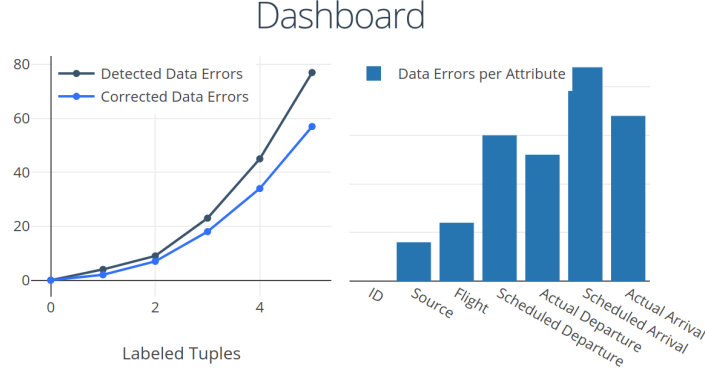 Dashboard
80
60
40
20
0
Detected Data Errors
Corrected Data Errors
0
2
4
Labeled Tuples
Data Errors per Attribute
ID
Source
Flight
Scheduled Departure
Actual Departure
Scheduled Arrival
Actual Arrival